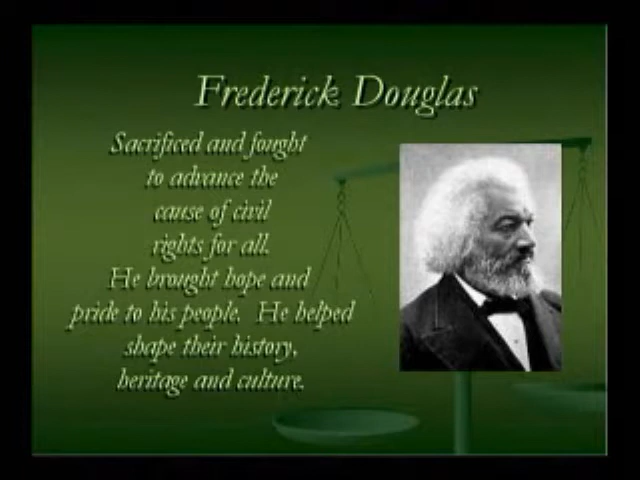 Frederick Douglas
Sacrificed and fought
to advance the
cause of civil
rights for all.
He brought hope and
pride to his people. He helped
shape their history,
heritage and culture.